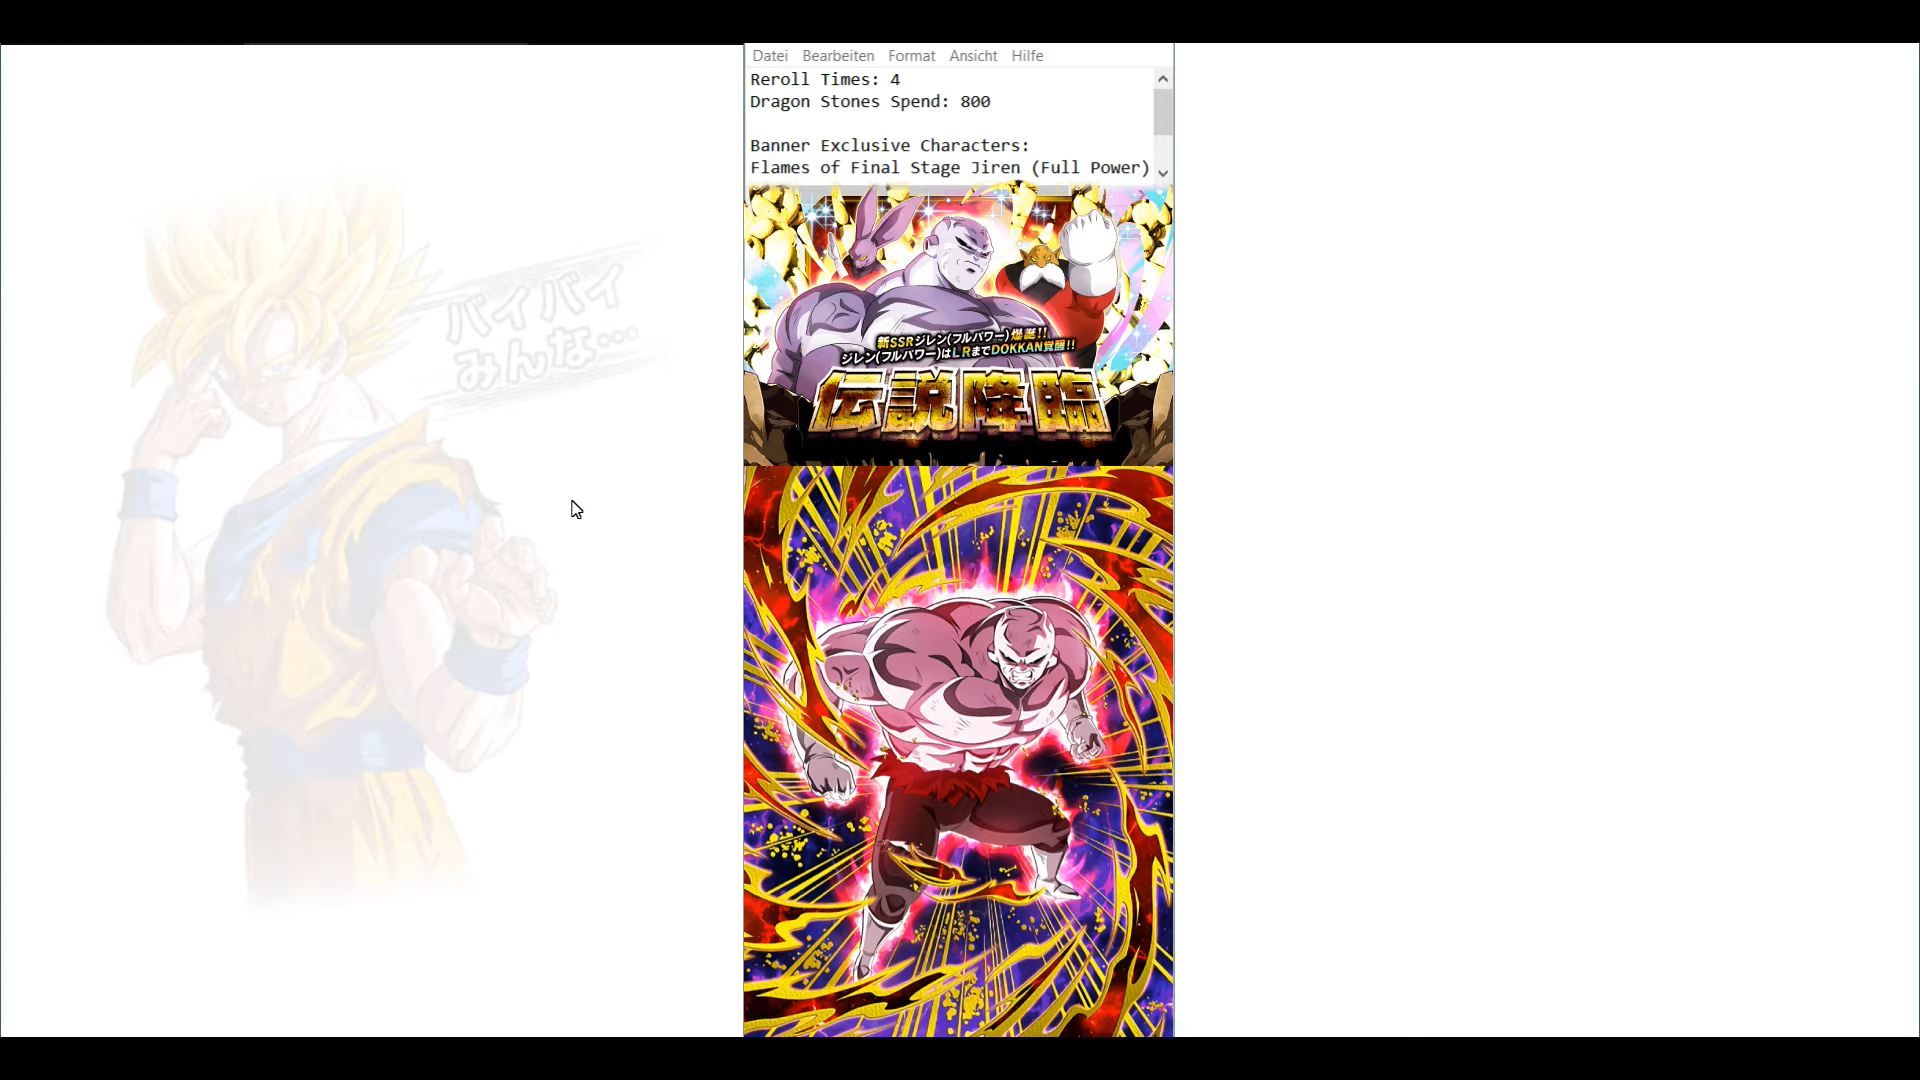 バイバイ
みんな…
Datei Bearbeiten Format Ansicht Hilfe
Reroll Times: 4
Dragon Stones Spend: 800
Banner Exclusive Characters:
Flames of Final Stage Jiren (Full Power)
新SSRジレン(フルパワー)爆誕!!
ジレン(フルパワー)はLRまでDOKKAN覚醒!!
伝説降臨